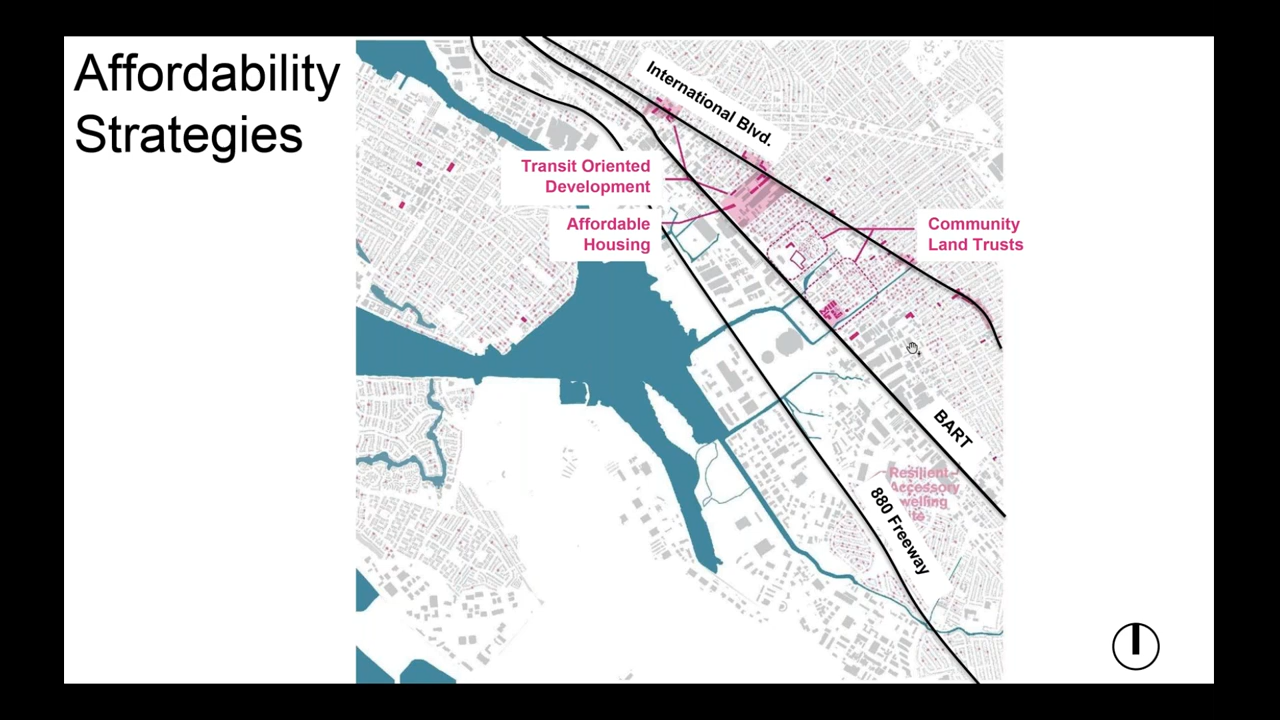 Affordability
Strategies
International Blvd.
Transit Oriented
Development
Affordable
Housing
Community
Land Trusts
BART
Resilient
Accessory
880 Freeway